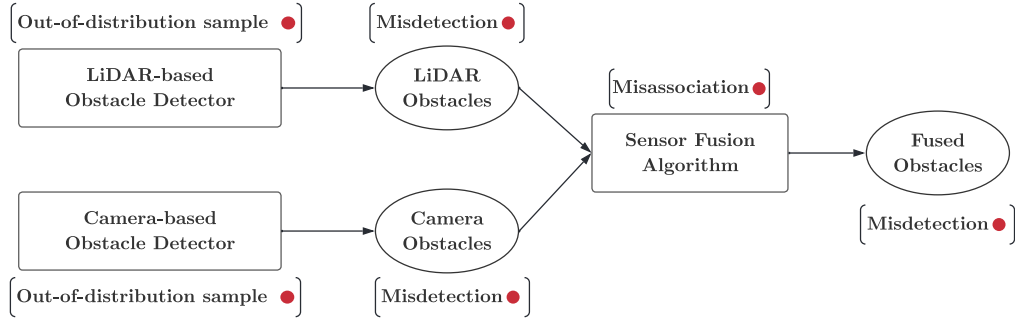 Out-of-distribution sample
Misdetection
LiDAR-based
Obstacle Detector
LiDAR
Obstacles
Misassociation
Sensor Fusion
Algorithm
Fused
Obstacles
Misdetection
Camera-based
Obstacle Detector
Camera
Obstacles
Out-of-distribution sample
Misdetection